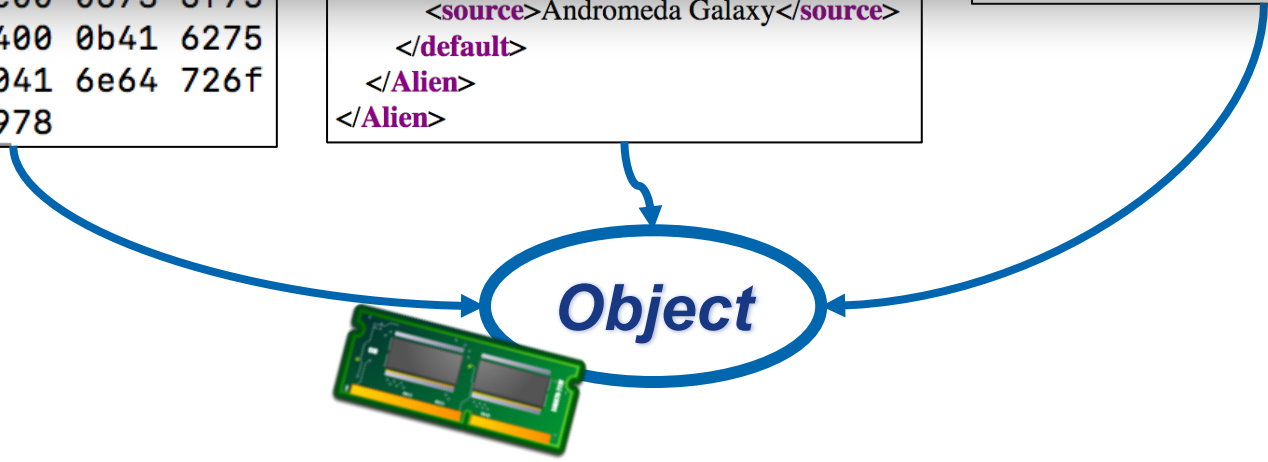 400 0b41 6275
041 6e64 726f
978
<source>Andromeda Galaxy</source>
</default>
</Alien>
</Alien>
Object